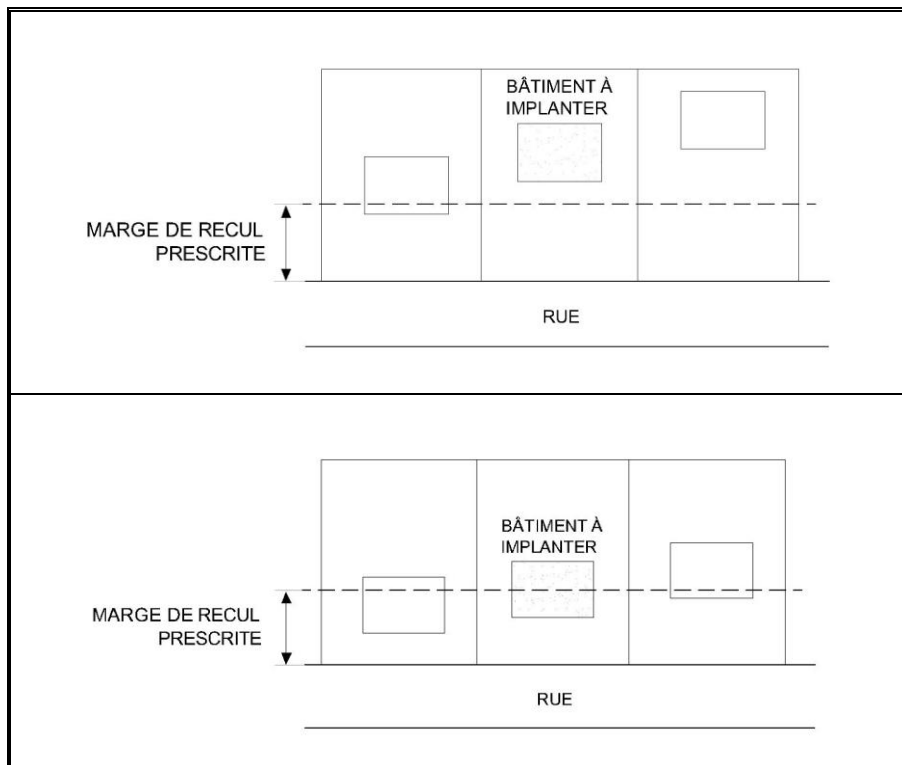 BÂTIMENT À
IMPLANTER
MARGE DE RECUL
PRESCRITE
RUE
BÂTIMENT À
IMPLANTER
MARGE DE RECUL
PRESCRITE
RUE